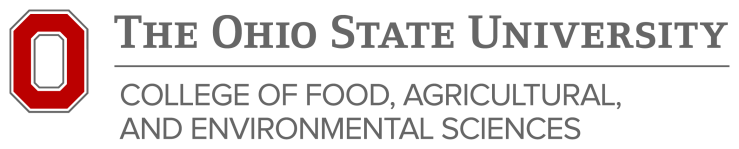 THE OHIO STATE UNIVERSITY
COLLEGE OF FOOD, AGRICULTURAL,
AND ENVIRONMENTAL SCIENCES